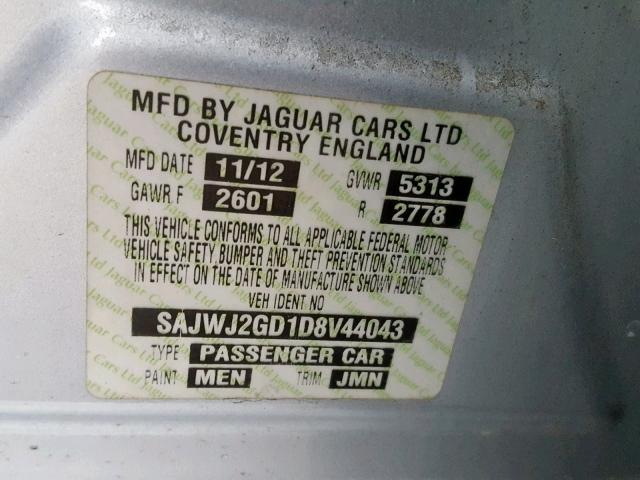 MFD BY JAGUAR CARS LTD
COVENTRY ENGLAND
MFD DATE 11/12 GVWR 5313
GAWR F 2601 R 2778
THIS VEHICLE CONFORMS TO ALL APPLICABLE FEDERAL MOTOR
VEHICLE SAFETY BUMPER AND THEFT PREVENTION STANDARDS
IN EFFECT ON THE DATE OF MANUFACTURE SHOWN ABOVE
VEH IDENT NO
SAJWJ2GD1D8V44043
TYPE PASSENGER CAR
PAINT MEN TRIM JMN